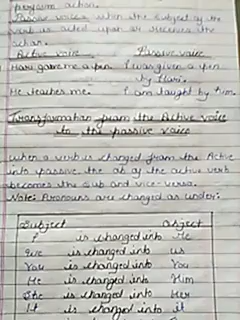 perform action.
Passive voice, when the subject of the
verb is acted upon or receives the
action.
Active voice Passive voice
Hari gave me a pen I was given a pen
by Hari.
He teaches me. I am taught by him.
Transformation from the Active voice
to the passive voice
when a verb is changed from the Active
into passive the ob of the active verb
becomes the sub and vice-versa.
Note: Pronouns are changed as under:
Subject Object
I is changed into Me
We is changed into us
You is changed into You
He is changed into Him
She is changed into Her
It is changed into it